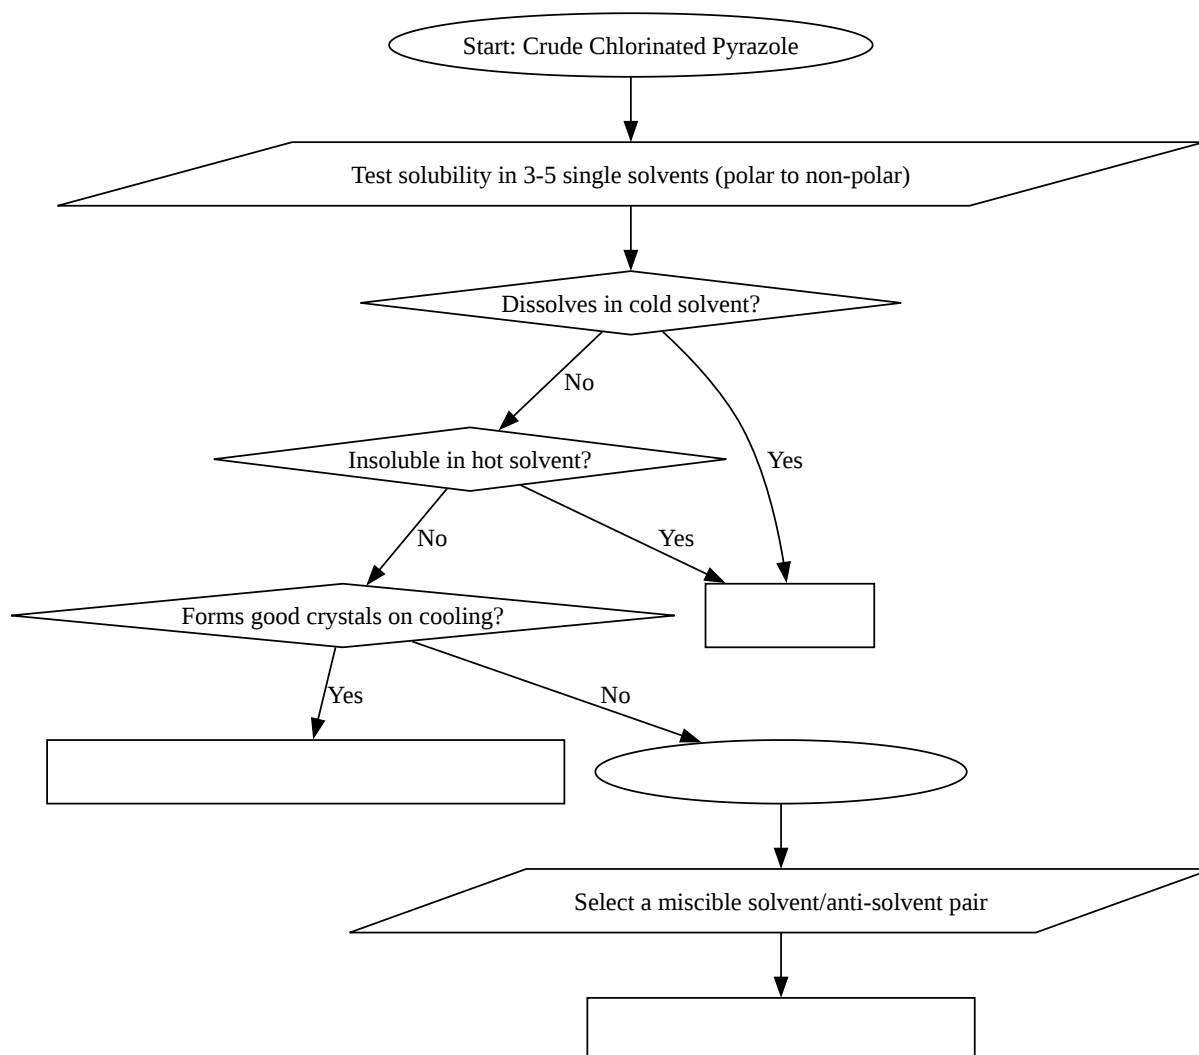 Start: Crude Chlorinated Pyrazole
Test solubility in 3-5 single solvents (polar to non-polar)
Dissolves in cold solvent?
No
Insoluble in hot solvent?
Yes
No
Yes
Forms good crystals on cooling?
Yes
No
Select a miscible solvent/anti-solvent pair